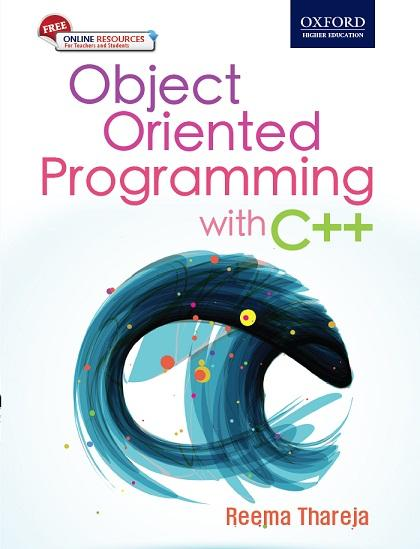 FREE
ONLINE RESOURCES
For Teachers and Students
OXFORD
HIGHER EDUCATION
Object
Oriented
Programming
with C++
Reema Thareja